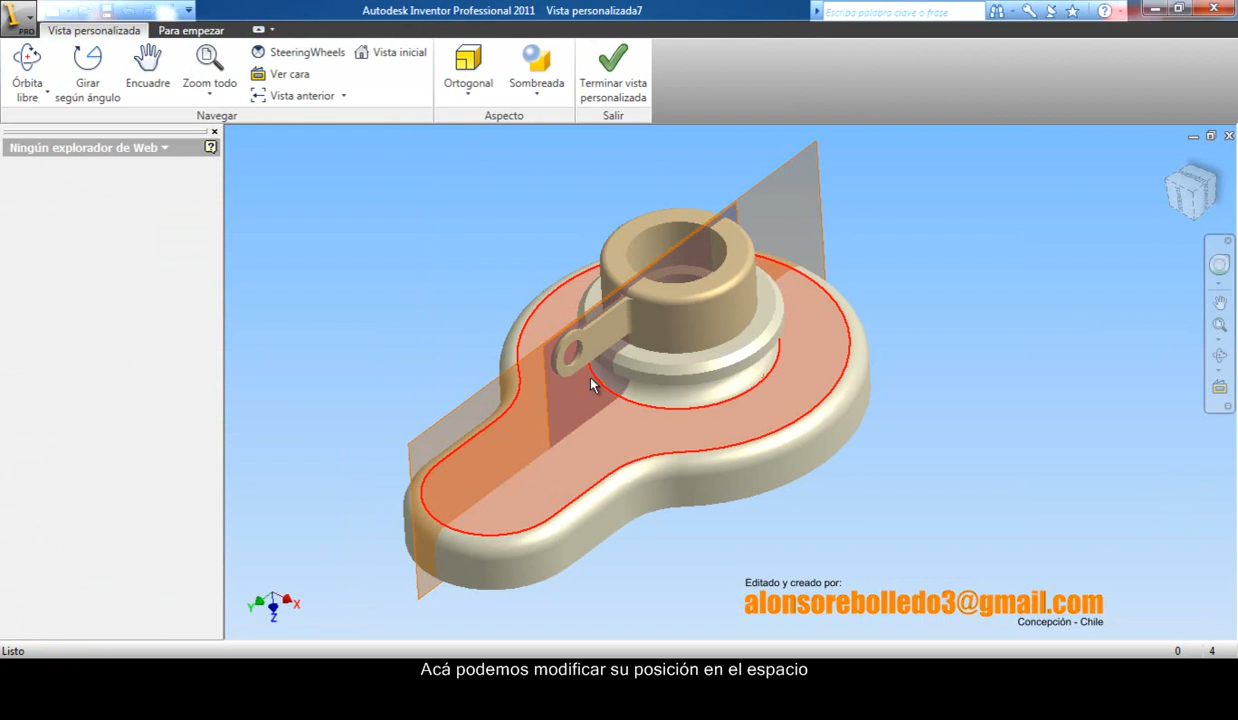 Autodesk Inventor Professional 2011 Vista personalizada7
Escriba palabra clave o frase
PRO
Vista personalizada Para empezar
Órbita libre
Girar según ángulo
Encuadre
Zoom todo
SteeringWheels
Vista inicial
Ver cara
Vista anterior
Ortogonal
Sombreada
Terminar vista personalizada
Navegar
Aspecto
Salir
Ningún explorador de Web
Y
X
Z
Editado y creado por:
alonsorebolledo3@gmail.com
Concepción - Chile
Listo
0 4
Acá podemos modificar su posición en el espacio